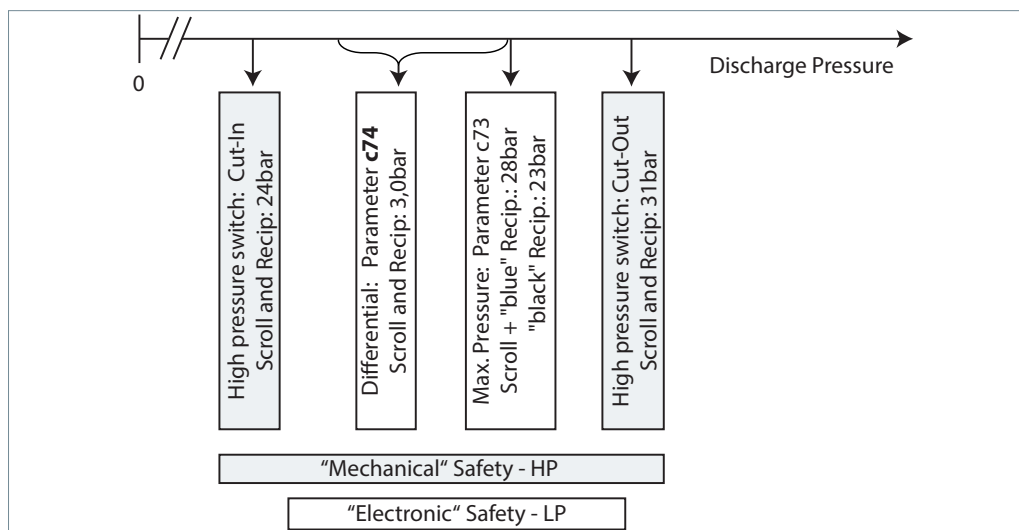 0
Discharge Pressure
High pressure switch: Cut-In
Scroll and Recip: 24bar
Differential: Parameter c74
Scroll and Recip: 3,0bar
Max. Pressure: Parameter c73
Scroll + "blue" Recip.: 28bar
"black" Recip.: 23bar
High pressure switch: Cut-Out
Scroll and Recip: 31bar
“Mechanical“ Safety - HP
“Electronic“ Safety - LP